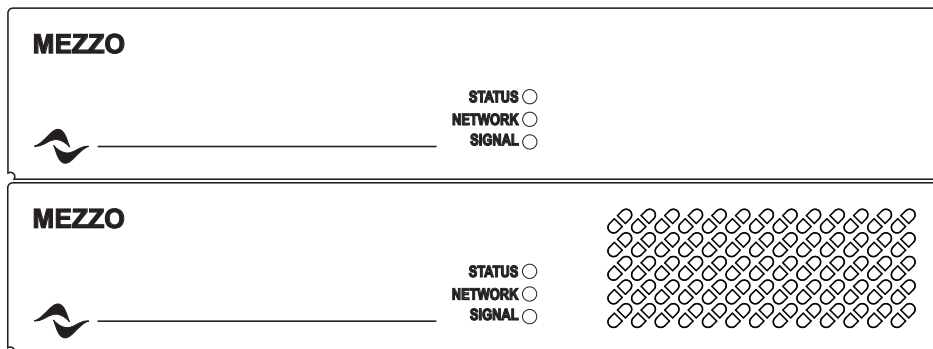 MEZZO
STATUS
NETWORK
SIGNAL
MEZZO
STATUS
NETWORK
SIGNAL